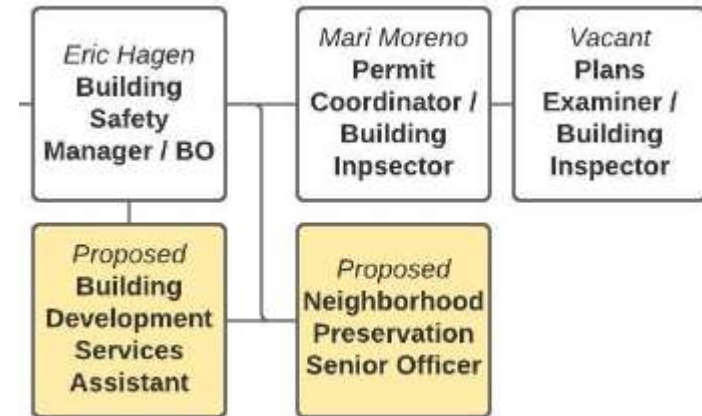 Eric Hagen
Building
Safety
Manager / BO
Mari Moreno
Permit
Coordinator /
Building
Inpsector
Vacant
Plans
Examiner /
Building
Inspector
Proposed
Building
Development
Services
Assistant
Proposed
Neighborhood
Preservation
Senior Officer